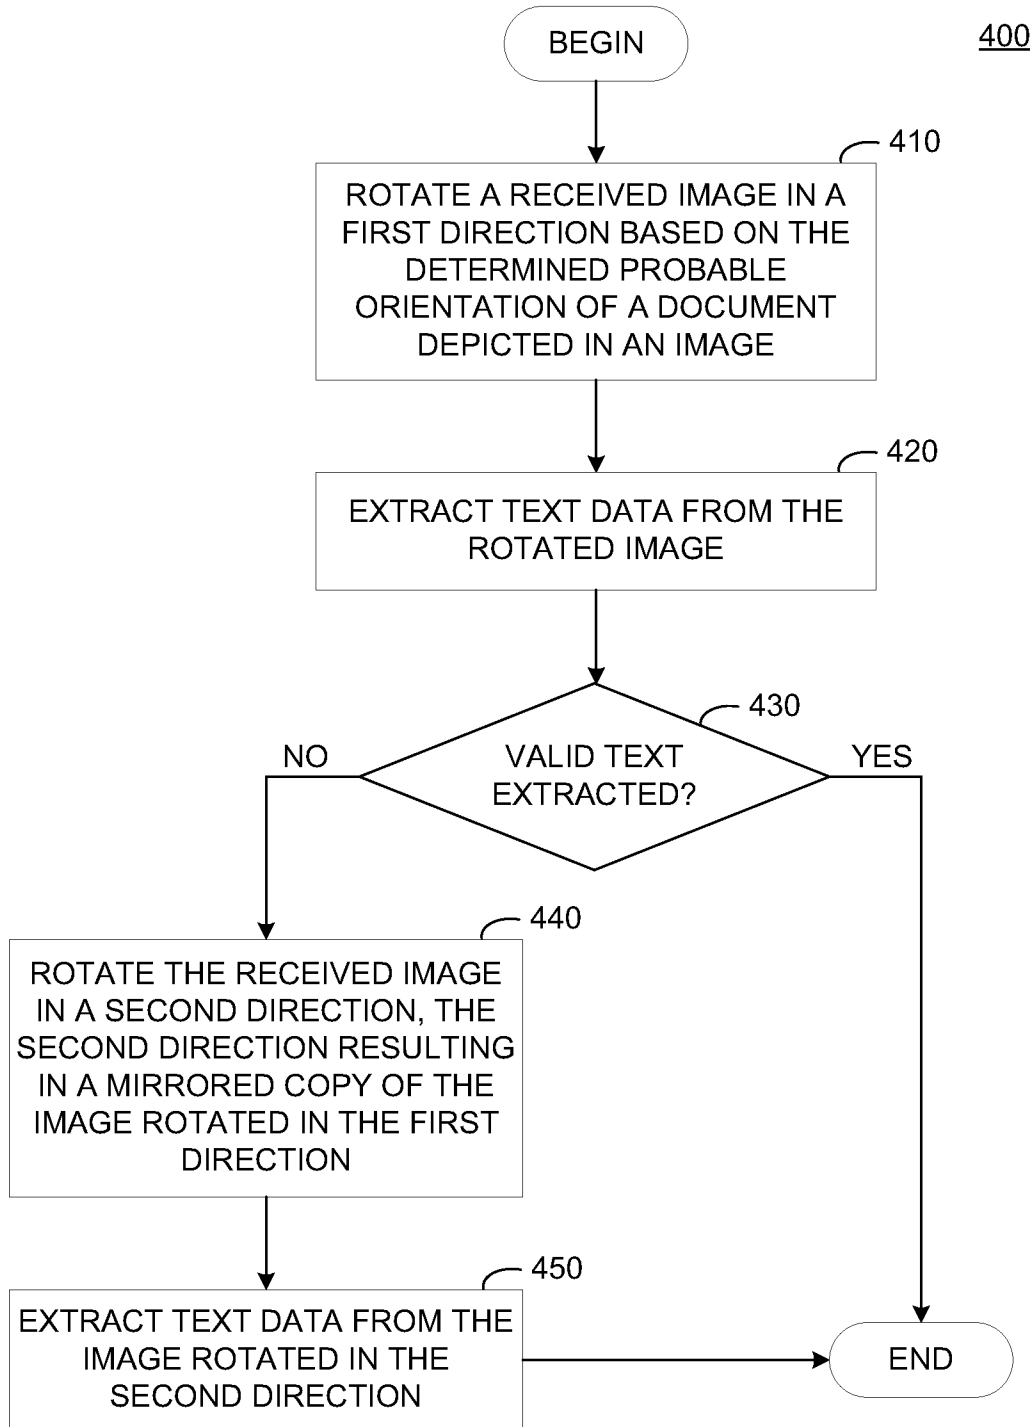 BEGIN
400
410
ROTATE A RECEIVED IMAGE IN A
FIRST DIRECTION BASED ON THE
DETERMINED PROBABLE
ORIENTATION OF A DOCUMENT
DEPICTED IN AN IMAGE
420
EXTRACT TEXT DATA FROM THE
ROTATED IMAGE
430
NO
VALID TEXT
EXTRACTED?
YES
440
ROTATE THE RECEIVED IMAGE
IN A SECOND DIRECTION, THE
SECOND DIRECTION RESULTING
IN A MIRRORED COPY OF THE
IMAGE ROTATED IN THE FIRST
DIRECTION
450
EXTRACT TEXT DATA FROM THE
IMAGE ROTATED IN THE
SECOND DIRECTION
END